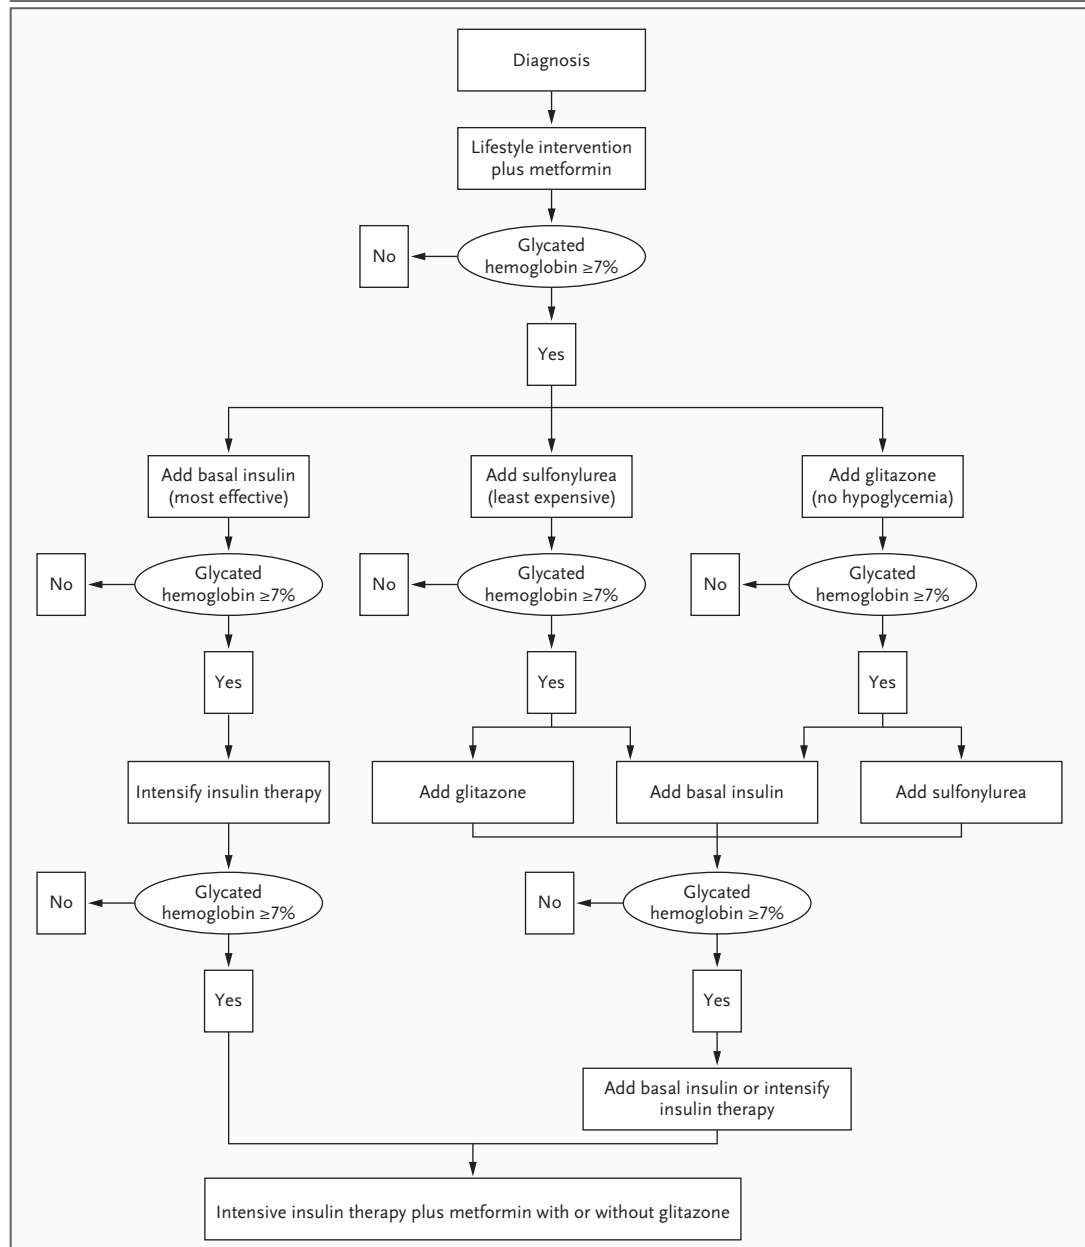 Diagnosis
Lifestyle intervention
plus metformin
No
Glycated
hemoglobin ≥7%
Yes
Add basal insulin
(most effective)
Add sulfonylurea
(least expensive)
Add glitazone
(no hypoglycemia)
No
Glycated
hemoglobin ≥7%
No
Glycated
hemoglobin ≥7%
No
Glycated
hemoglobin ≥7%
Yes
Yes
Yes
Intensify insulin therapy
Add glitazone
Add basal insulin
Add sulfonylurea
No
Glycated
hemoglobin ≥7%
No
Glycated
hemoglobin ≥7%
Yes
Yes
Add basal insulin or intensify
insulin therapy
Intensive insulin therapy plus metformin with or without glitazone